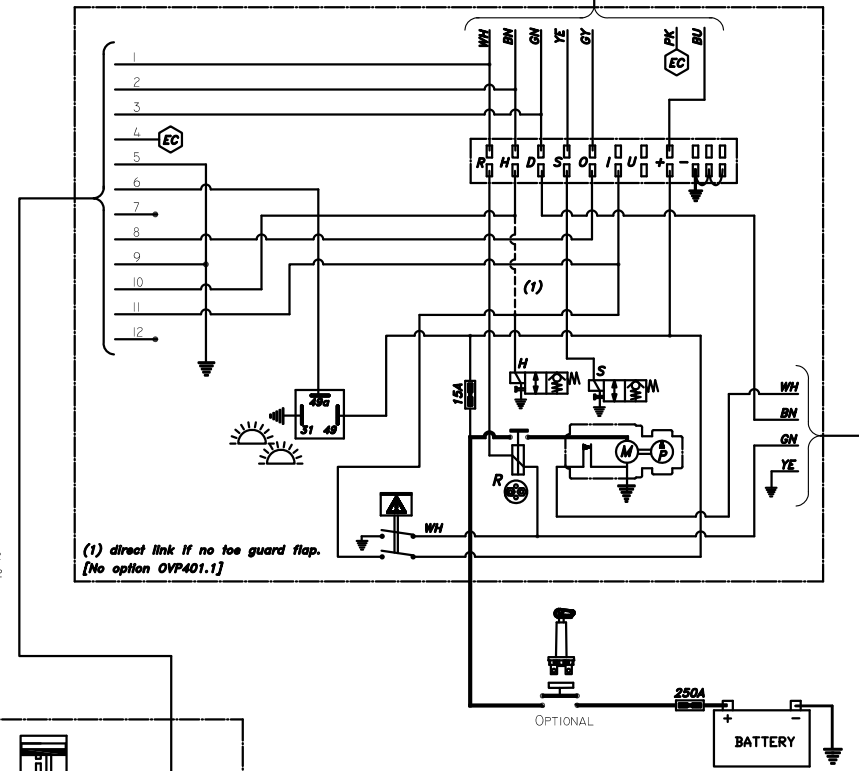 WH BN GN YE GY PK BU
EC
1
2
3
4 EC
5
6
7
8
9
10
11
12
R H D S O I U + -
(1)
H
S
15A
49a
31 49
M P
R
WH
BN
GN
YE
WH
(1) direct link if no toe guard flap.
[No option OVP401.1]
250A
OPTIONAL
+ -
BATTERY